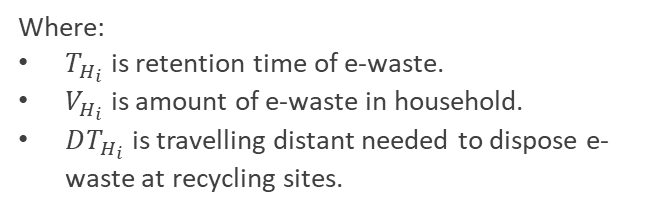 Where:
• T_{H_i} is retention time of e-waste.
• V_{H_i} is amount of e-waste in household.
• DT_{H_i} is travelling distant needed to dispose e-
waste at recycling sites.